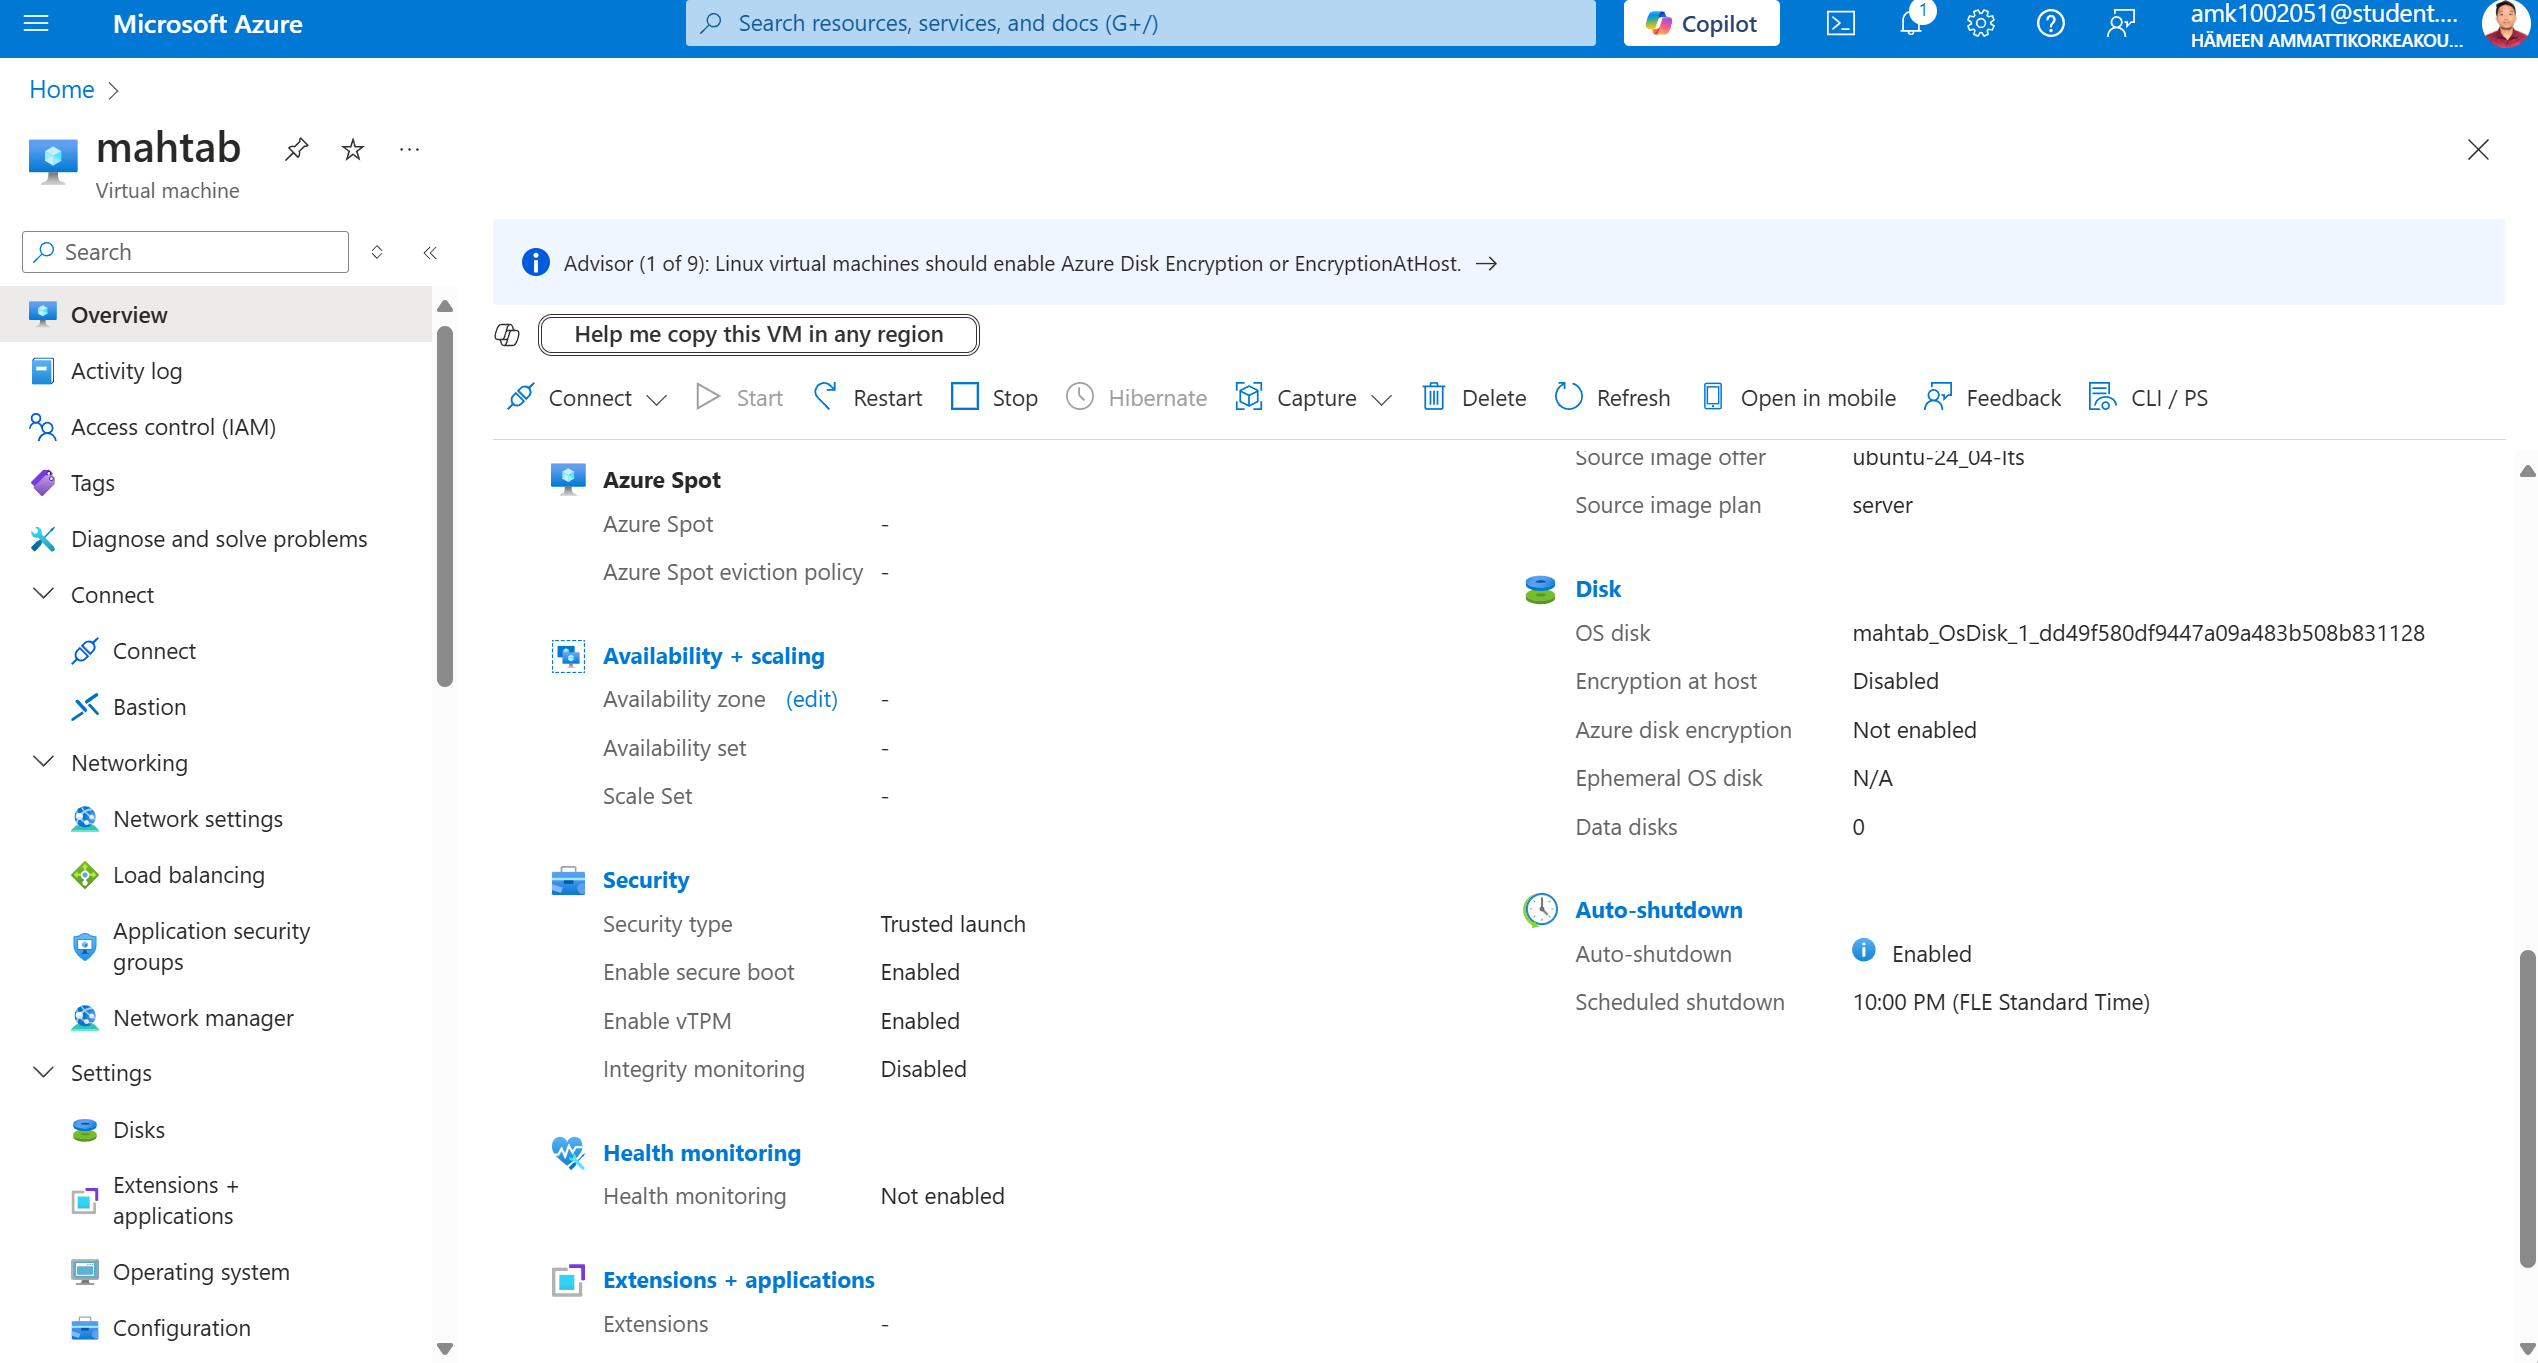 Microsoft Azure
Search resources, services, and docs (G+/)
Copilot
1
amk1002051@student....
HÄMEEN AMMATTIKORKEAKOU...
Home
mahtab
Virtual machine
Search
Overview
Activity log
Access control (IAM)
Tags
Diagnose and solve problems
Connect
Connect
Bastion
Networking
Network settings
Load balancing
Application security
groups
Network manager
Settings
Disks
Extensions +
applications
Operating system
Configuration
Advisor (1 of 9): Linux virtual machines should enable Azure Disk Encryption or EncryptionAtHost. →
Help me copy this VM in any region
Connect Start Restart Stop Hibernate Capture Delete Refresh Open in mobile Feedback CLI / PS
Azure Spot
Azure Spot -
Azure Spot eviction policy -
Availability + scaling
Availability zone (edit) -
Availability set -
Scale Set -
Security
Security type Trusted launch
Enable secure boot Enabled
Enable vTPM Enabled
Integrity monitoring Disabled
Health monitoring
Health monitoring Not enabled
Extensions + applications
Extensions -
Source image offer ubuntu-24_04-lts
Source image plan server
Disk
OS disk mahtab_OsDisk_1_dd49f580df9447a09a483b508b831128
Encryption at host Disabled
Azure disk encryption Not enabled
Ephemeral OS disk N/A
Data disks 0
Auto-shutdown
Auto-shutdown Enabled
Scheduled shutdown 10:00 PM (FLE Standard Time)